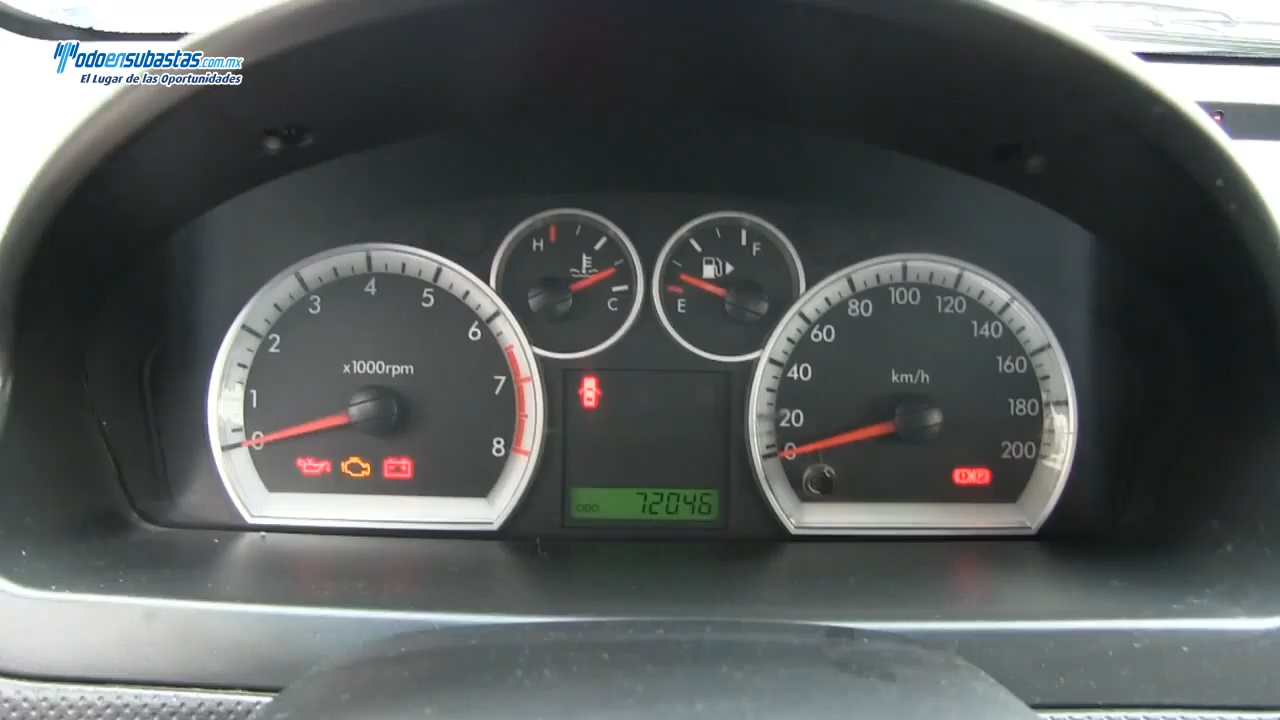 Todoensubastas.com.mx
El Lugar de las Oportunidades
H
C
F
E
0
1
2
3
4
5
6
7
8
x1000rpm
ODO 72046
0
20
40
60
80
100
120
140
160
180
200
km/h